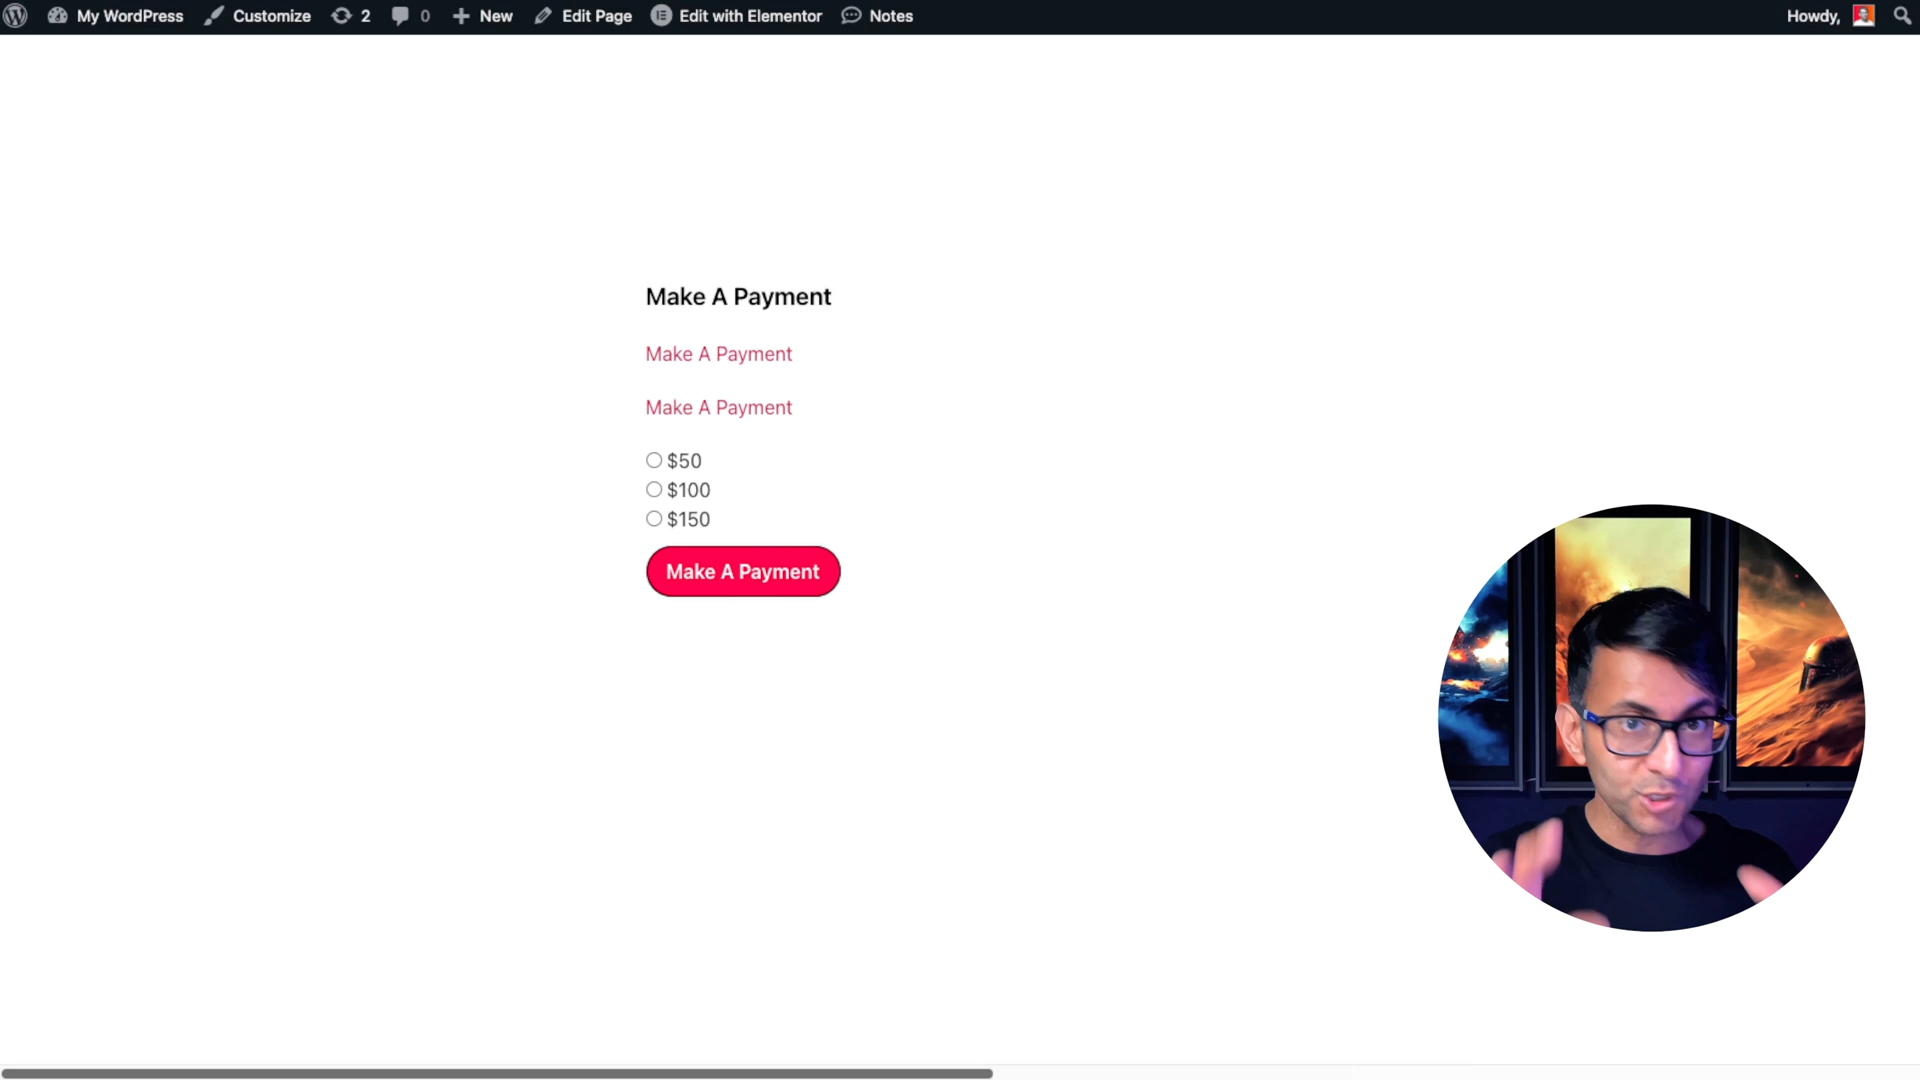 My WordPress Customize 2 0 New Edit Page Edit with Elementor Notes Howdy,
Make A Payment
Make A Payment
Make A Payment
$50
$100
$150
Make A Payment